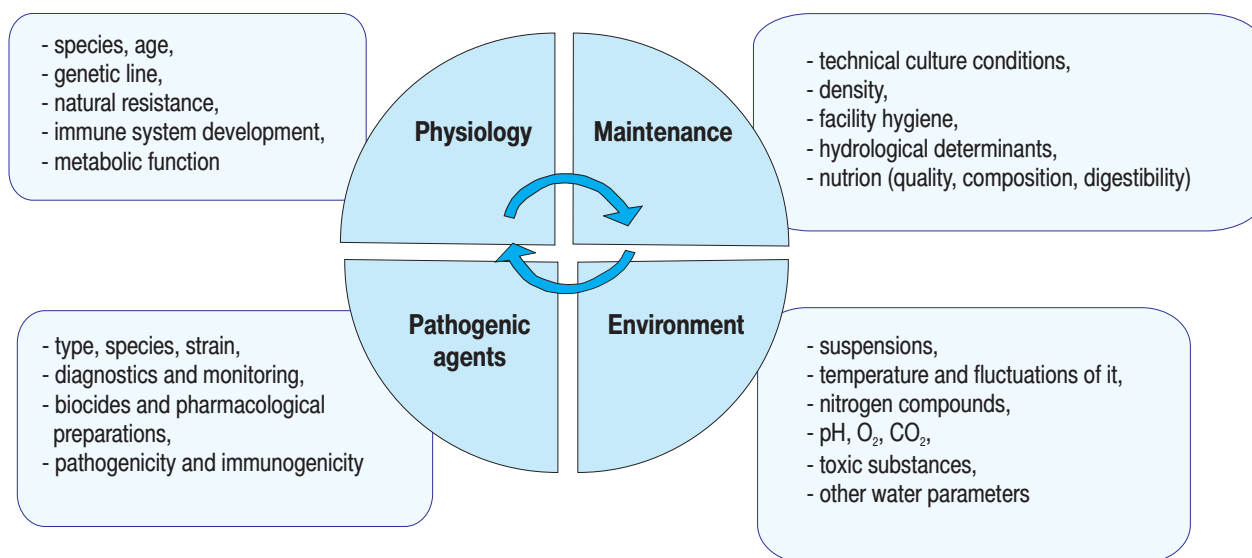 - species, age,
- genetic line,
- natural resistance,
- immune system development,
- metabolic function
Physiology
Maintenance
- technical culture conditions,
- density,
- facility hygiene,
- hydrological determinants,
- nutrion (quality, composition, digestibility)
- type, species, strain,
- diagnostics and monitoring,
- biocides and pharmacological
preparations,
- pathogenicity and immunogenicity
Pathogenic
agents
Environment
- suspensions,
- temperature and fluctuations of it,
- nitrogen compounds,
- pH, O₂, CO₂,
- toxic substances,
- other water parameters